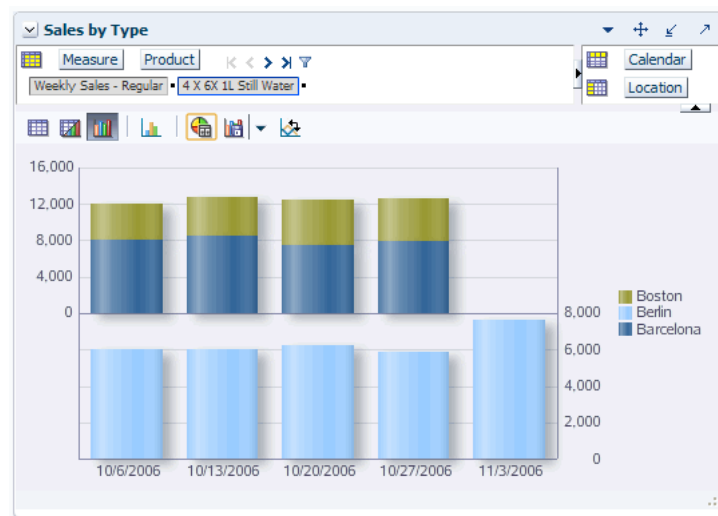 Sales by Type
Measure Product Calendar
Weekly Sales - Regular 4 X 6X 1L Still Water Location
16,000
12,000
8,000
4,000
0
8,000
6,000
4,000
2,000
0
Boston
Berlin
Barcelona
10/6/2006 10/13/2006 10/20/2006 10/27/2006 11/3/2006